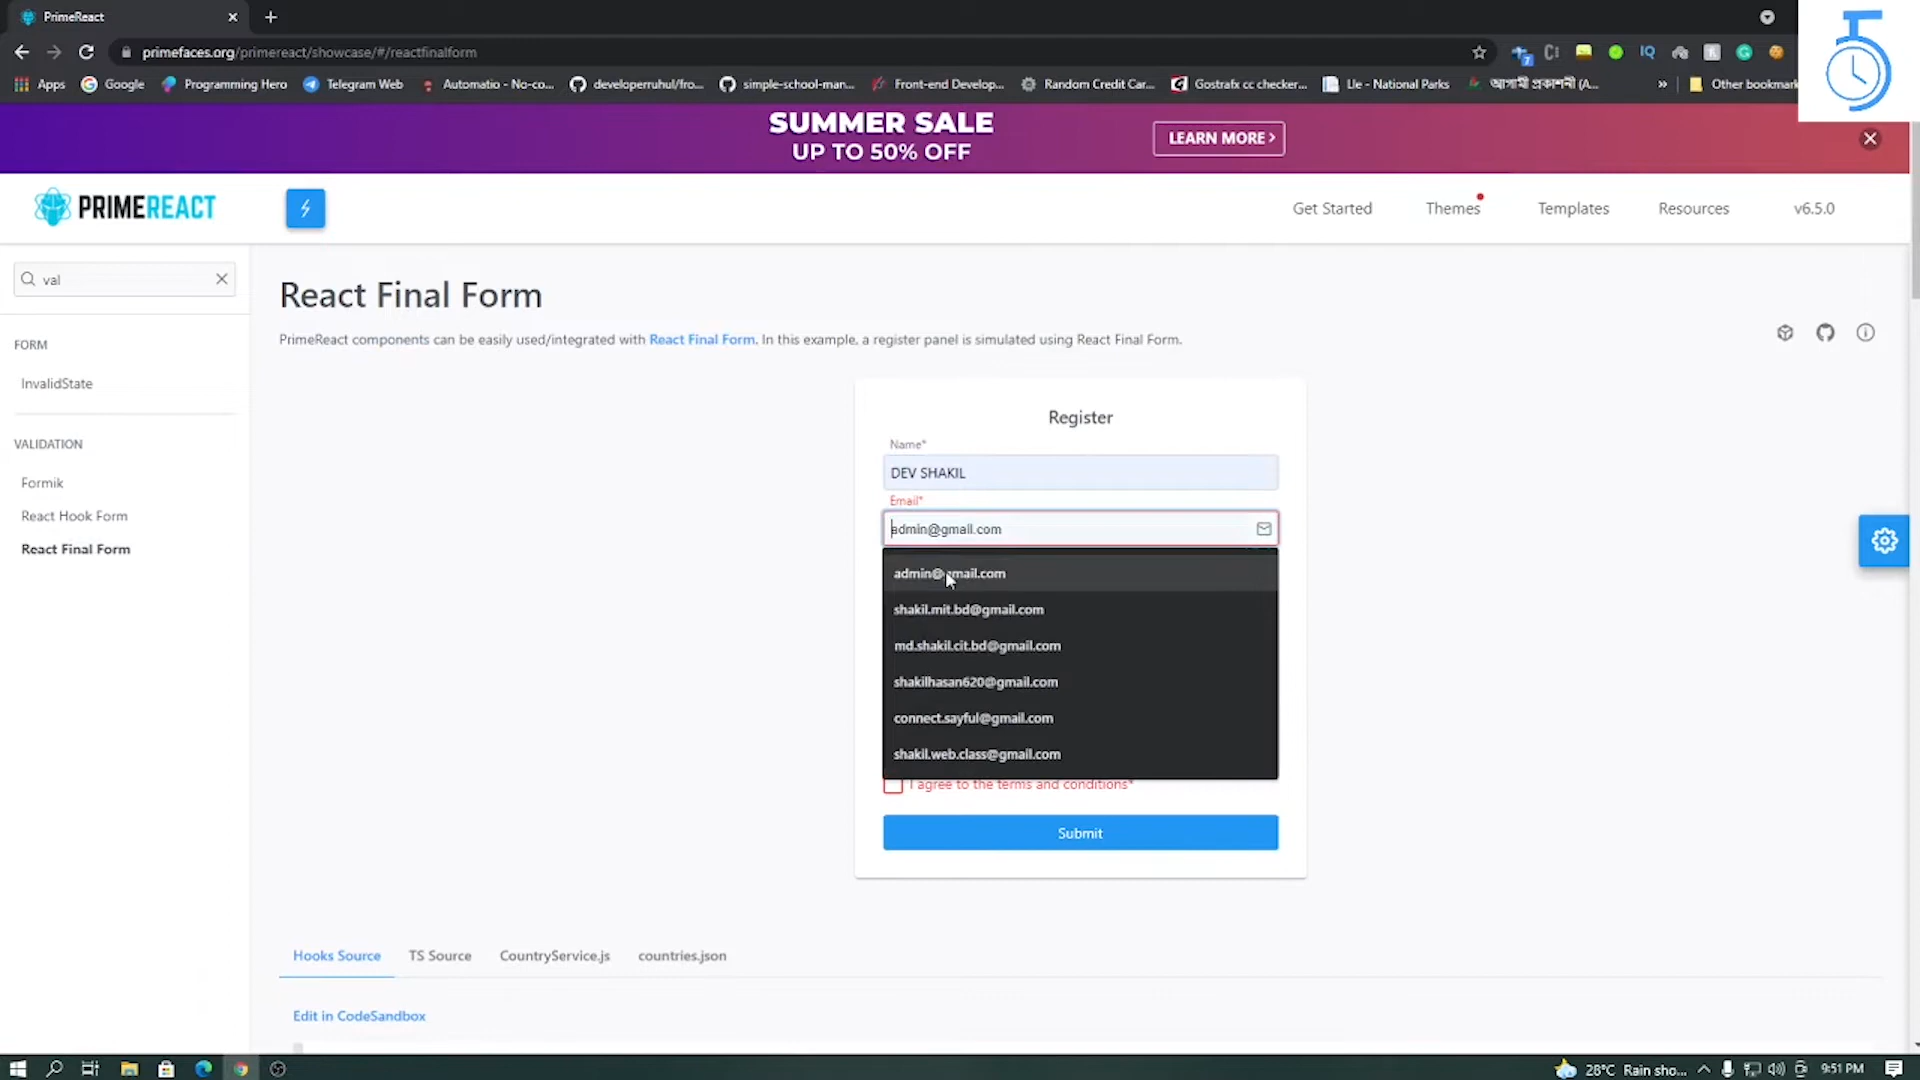 PrimeReact
primefaces.org/primereact/showcase/#/reactfinalform
Apps Google Programming Hero Telegram Web Automatio - No-co... developerruhul/fro... simple-school-man... Front-end Develop... Random Credit Car... Gostrafx cc checker... LIe - National Parks আগামী প্রকাশনী (A... » Other bookmark
SUMMER SALE
UP TO 50% OFF
LEARN MORE >
PRIMEREACT
Get Started Themes Templates Resources v6.5.0
val
FORM
InvalidState
VALIDATION
Formik
React Hook Form
React Final Form
React Final Form
PrimeReact components can be easily used/integrated with React Final Form. In this example, a register panel is simulated using React Final Form.
Register
Name*
DEV SHAKIL
Email*
admin@gmail.com
admin@gmail.com
shakil.mit.bd@gmail.com
md.shakil.cit.bd@gmail.com
shakilhasan620@gmail.com
connect.sayful@gmail.com
shakil.web.class@gmail.com
I agree to the terms and conditions*
Submit
Hooks Source TS Source CountryService.js countries.json
Edit in CodeSandbox
28°C Rain sho... 9:51 PM